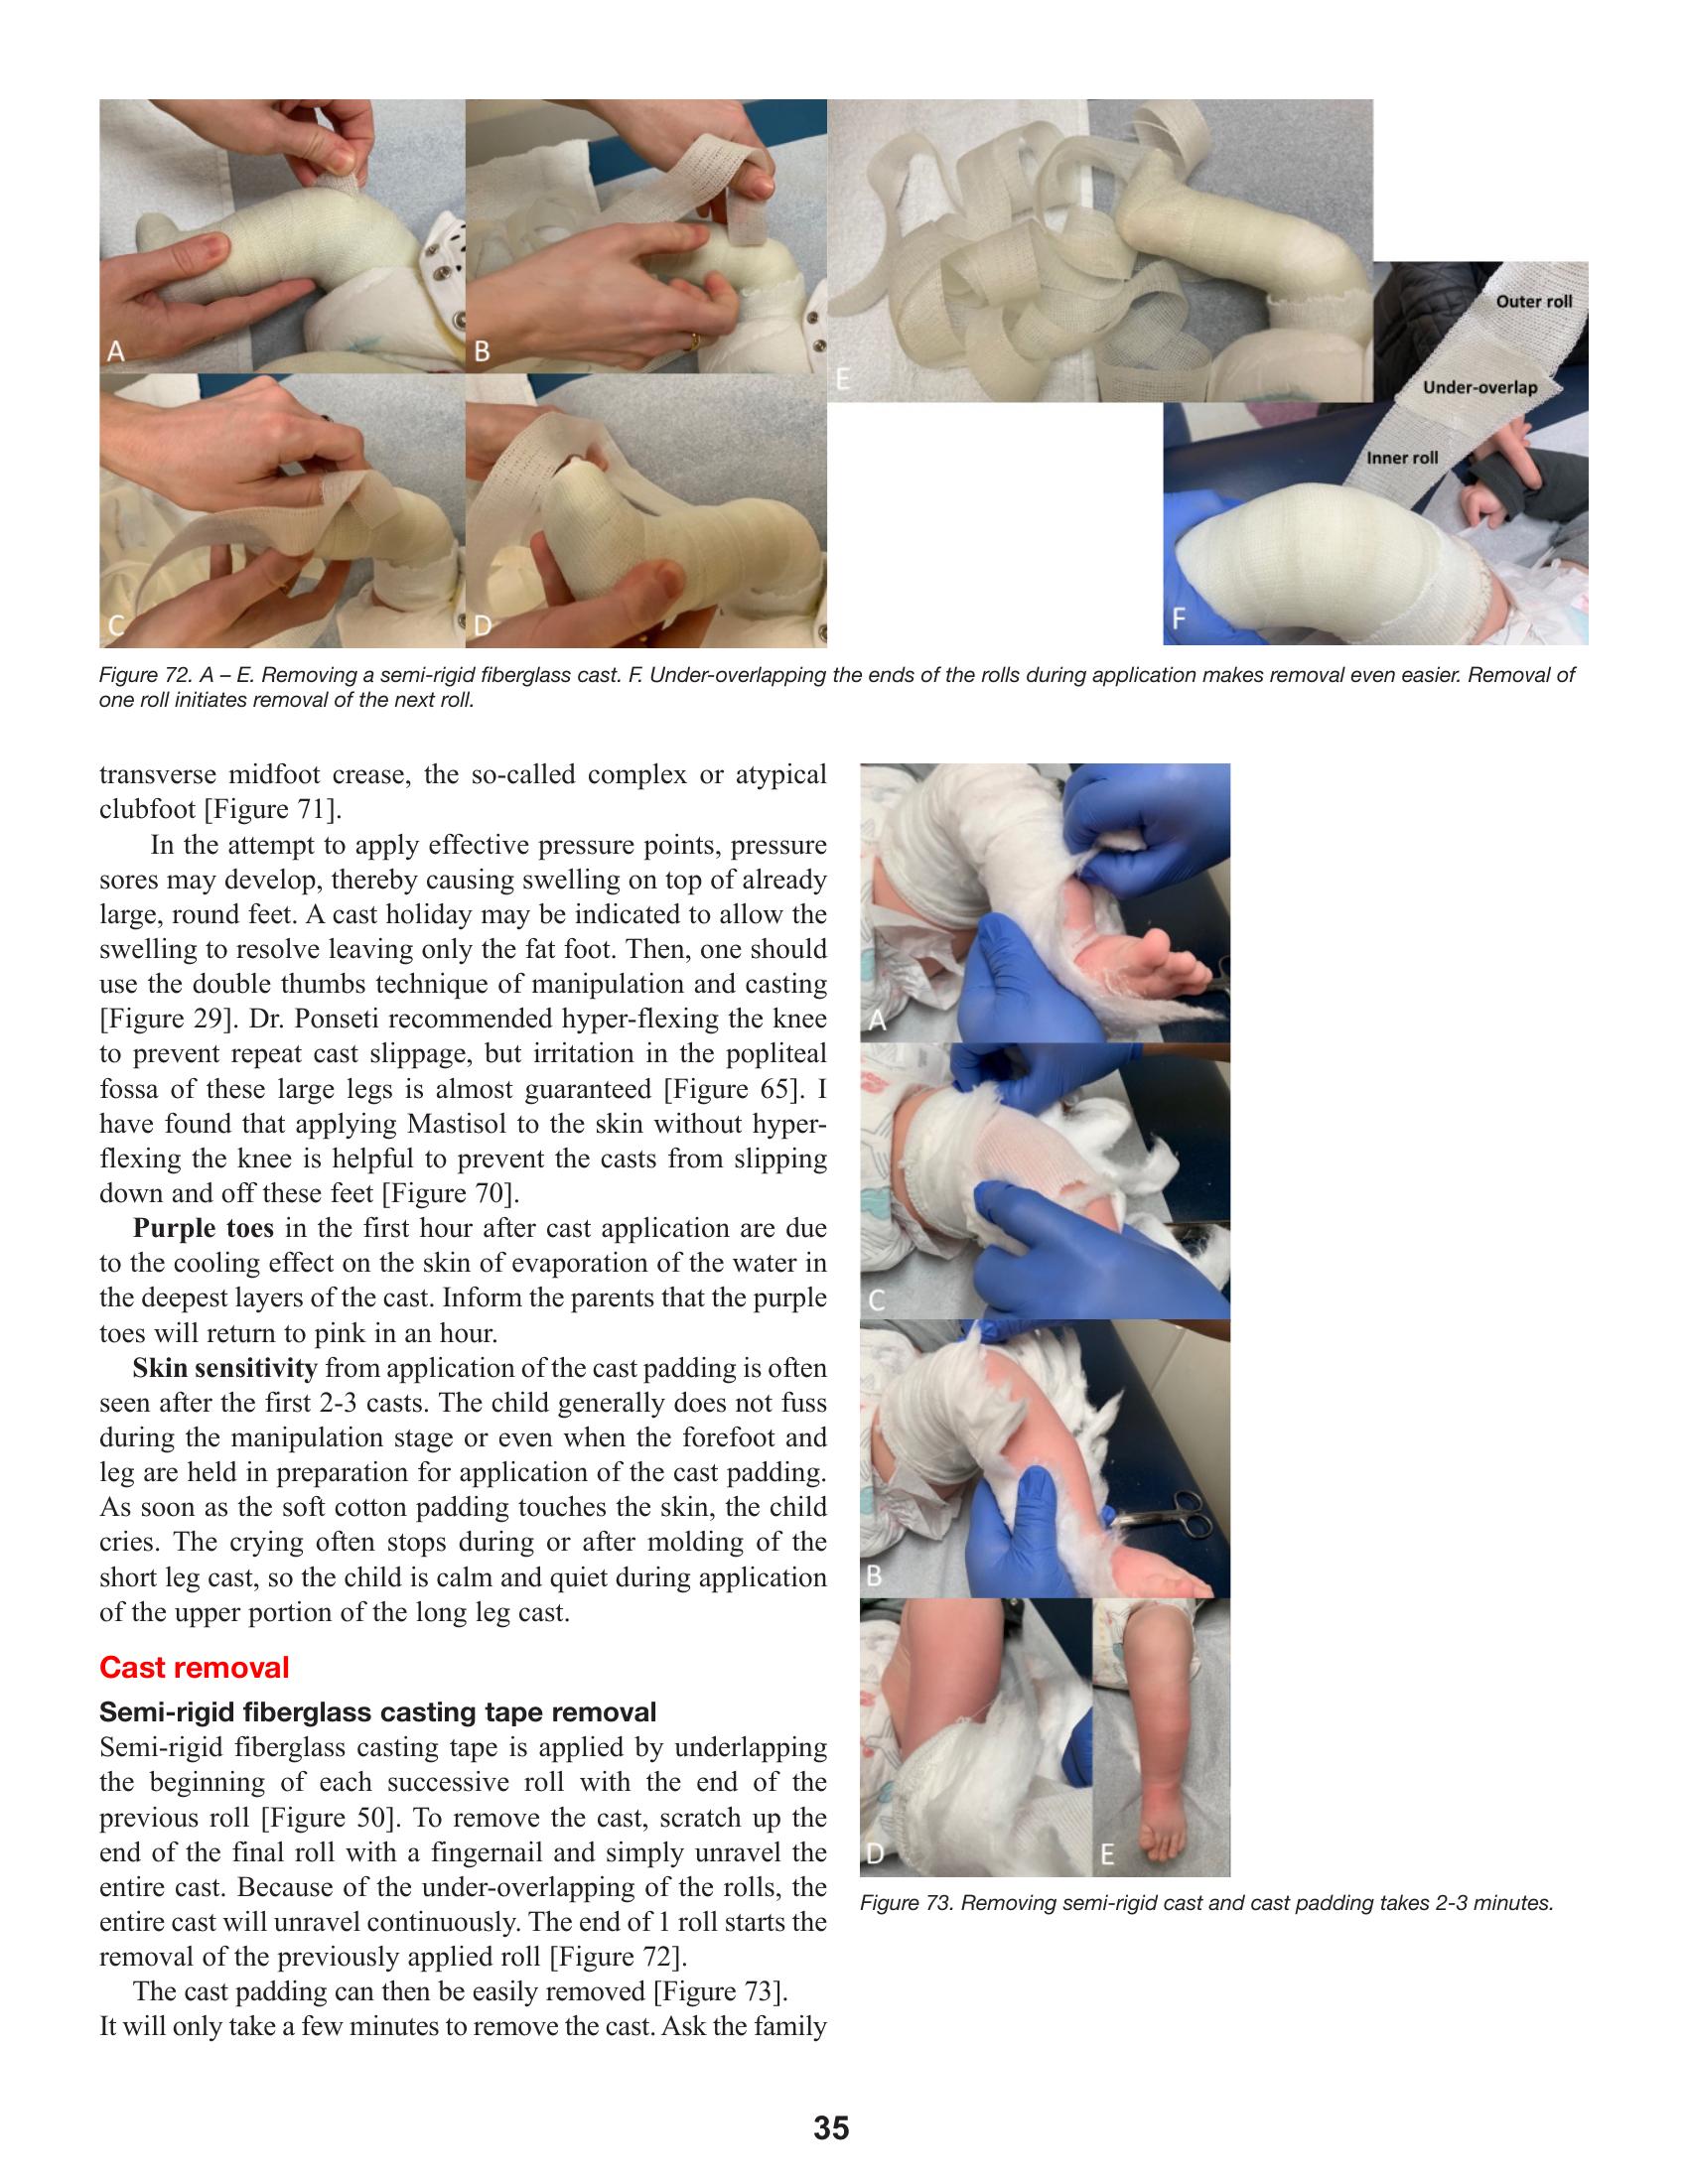 A
B
E
Outer roll
Under-overlap
Inner roll
C
D
F
Figure 72. A – E. Removing a semi-rigid fiberglass cast. F. Under-overlapping the ends of the rolls during application makes removal even easier. Removal of
one roll initiates removal of the next roll.
transverse midfoot crease, the so-called complex or atypical
clubfoot [Figure 71].
In the attempt to apply effective pressure points, pressure
sores may develop, thereby causing swelling on top of already
large, round feet. A cast holiday may be indicated to allow the
swelling to resolve leaving only the fat foot. Then, one should
use the double thumbs technique of manipulation and casting
[Figure 29]. Dr. Ponseti recommended hyper-flexing the knee
to prevent repeat cast slippage, but irritation in the popliteal
fossa of these large legs is almost guaranteed [Figure 65]. I
have found that applying Mastisol to the skin without hyper-
flexing the knee is helpful to prevent the casts from slipping
down and off these feet [Figure 70].
Purple toes in the first hour after cast application are due
to the cooling effect on the skin of evaporation of the water in
the deepest layers of the cast. Inform the parents that the purple
toes will return to pink in an hour.
Skin sensitivity from application of the cast padding is often
seen after the first 2-3 casts. The child generally does not fuss
during the manipulation stage or even when the forefoot and
leg are held in preparation for application of the cast padding.
As soon as the soft cotton padding touches the skin, the child
cries. The crying often stops during or after molding of the
short leg cast, so the child is calm and quiet during application
of the upper portion of the long leg cast.
Cast removal
Semi-rigid fiberglass casting tape removal
Semi-rigid fiberglass casting tape is applied by underlapping
the beginning of each successive roll with the end of the
previous roll [Figure 50]. To remove the cast, scratch up the
end of the final roll with a fingernail and simply unravel the
entire cast. Because of the under-overlapping of the rolls, the
entire cast will unravel continuously. The end of 1 roll starts the
removal of the previously applied roll [Figure 72].
The cast padding can then be easily removed [Figure 73].
It will only take a few minutes to remove the cast. Ask the family
A
C
B
D
E
Figure 73. Removing semi-rigid cast and cast padding takes 2-3 minutes.
35